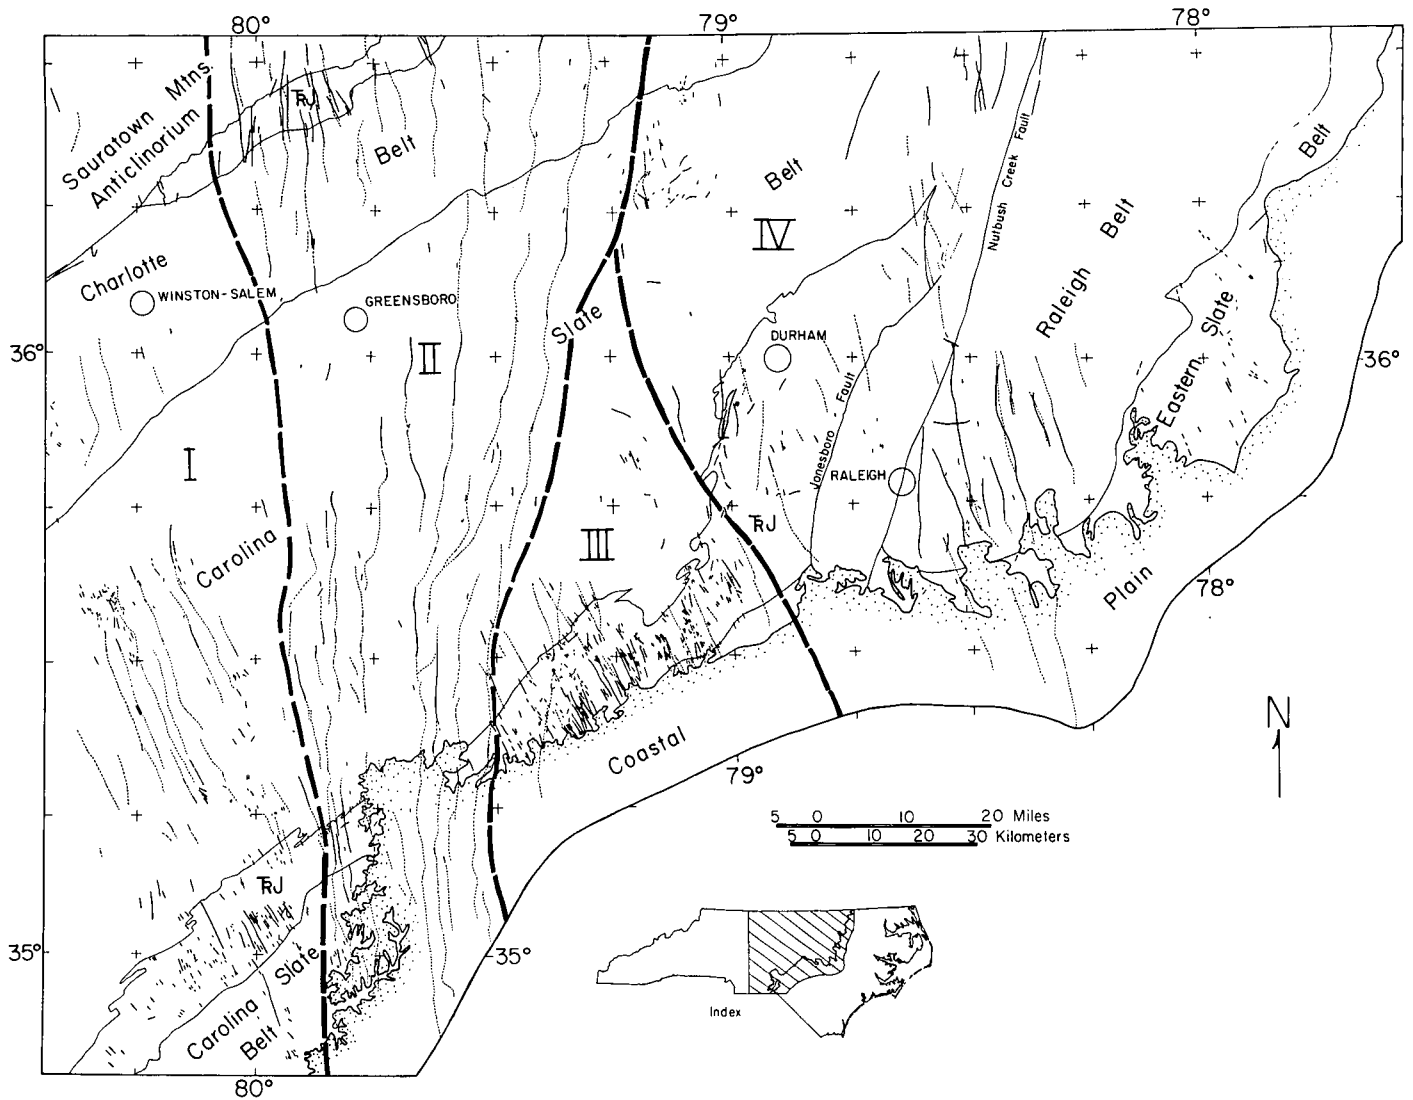 80°
79°
78°
Sauratown Mtns.
Anticlinorium
TRJ
Belt
Nutbush Creek Fault
Belt
Belt
IV
Raleigh Belt
Charlotte
WINSTON-SALEM
GREENSBORO
Slate
Eastern Slate
DURHAM
36°
II
36°
Jonesboro Fault
I
RALEIGH
TRJ
III
Carolina
Plain
78°
N
Coastal
79°
5 0 10 20 Miles
5 0 10 20 30 Kilometers
TRJ
35°
35°
Carolina Slate
Belt
Index
80°